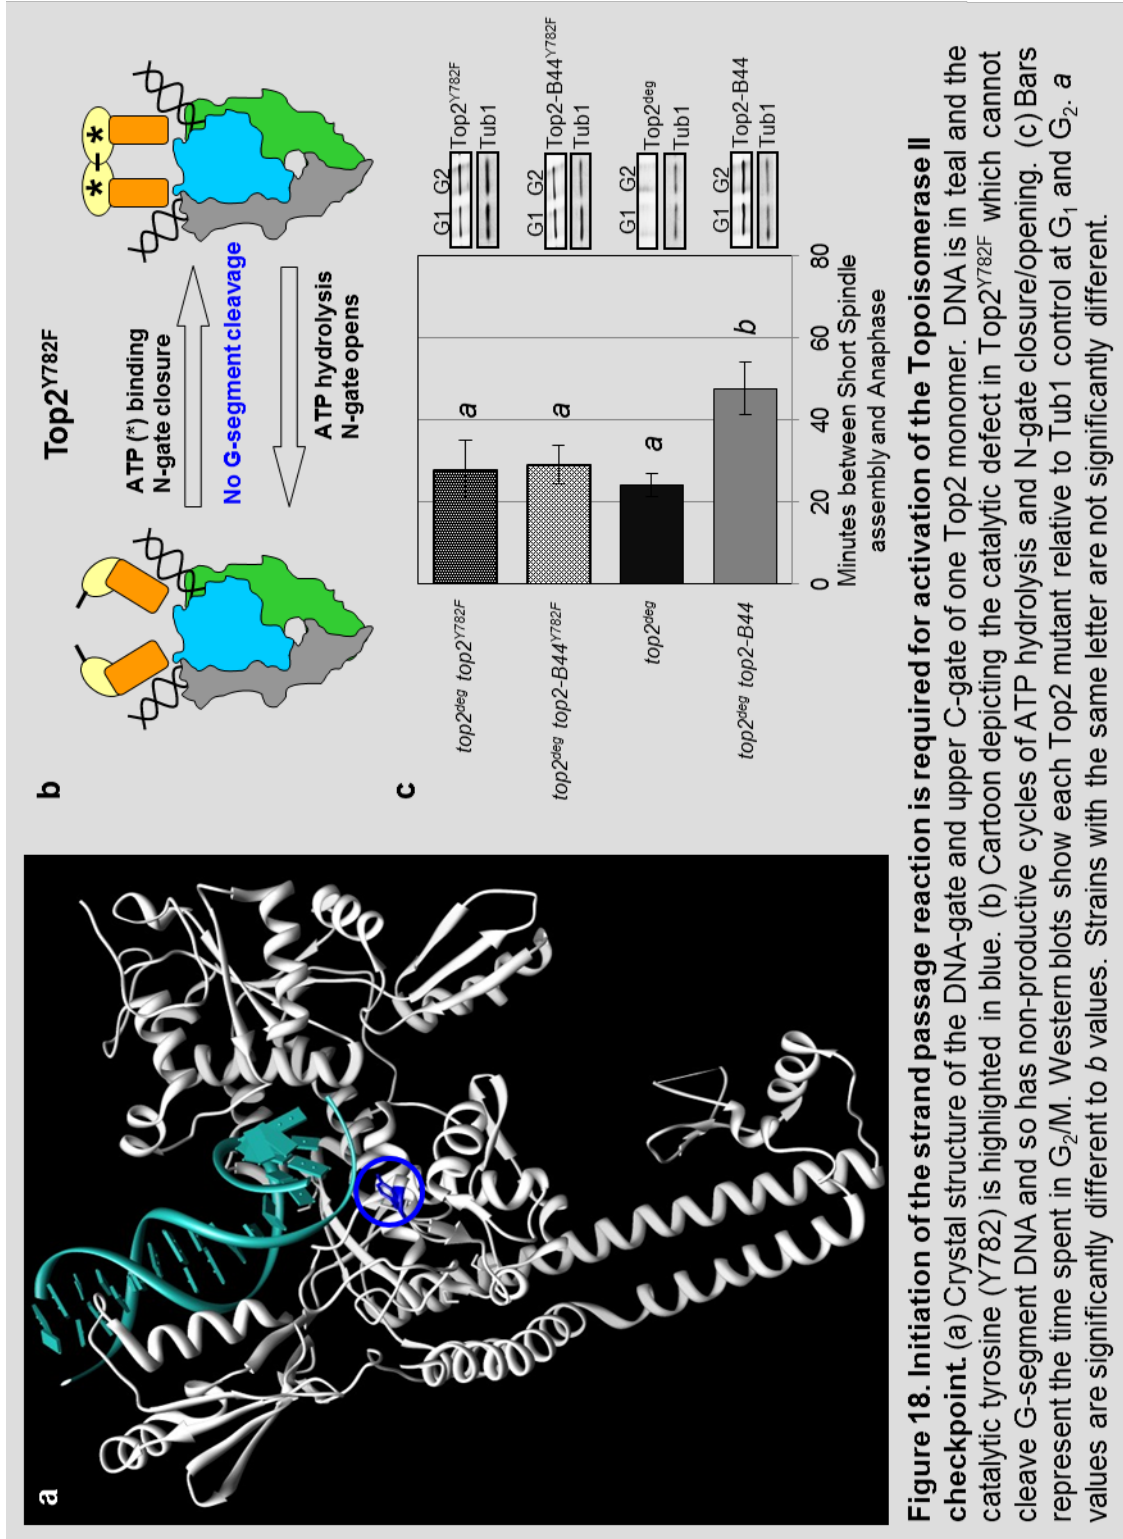 a
b
Top2Y782F
ATP (*) binding
N-gate closure
No G-segment cleavage
ATP hydrolysis
N-gate opens
* *
c
top2deg top2Y782F
top2deg top2-B44Y782F
top2deg
top2deg top2-B44
a
a
a
b
0 20 40 60 80
Minutes between Short Spindle
assembly and Anaphase
G1 G2
Top2Y782F
Tub1
G1 G2
Top2-B44Y782F
Tub1
G1 G2
Top2deg
Tub1
G1 G2
Top2-B44
Tub1
Figure 18. Initiation of the strand passage reaction is required for activation of the Topoisomerase II
checkpoint. (a) Crystal structure of the DNA-gate and upper C-gate of one Top2 monomer. DNA is in teal and the
catalytic tyrosine (Y782) is highlighted in blue. (b) Cartoon depicting the catalytic defect in Top2Y782F which cannot
cleave G-segment DNA and so has non-productive cycles of ATP hydrolysis and N-gate closure/opening. (c) Bars
represent the time spent in G2/M. Western blots show each Top2 mutant relative to Tub1 control at G1 and G2. a
values are significantly different to b values. Strains with the same letter are not significantly different.